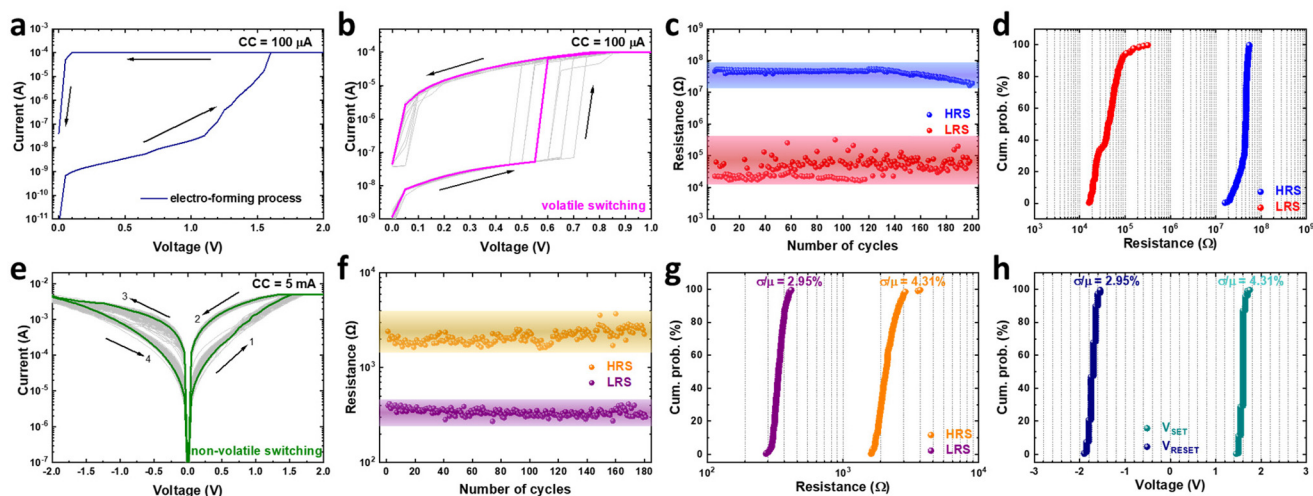 a
CC = 100 µA
Current (A)
10⁻³
10⁻⁴
10⁻⁵
10⁻⁶
10⁻⁷
10⁻⁸
10⁻⁹
10⁻¹⁰
10⁻¹¹
electro-forming process
0.0 0.5 1.0 1.5 2.0
Voltage (V)
b
CC = 100 µA
Current (A)
10⁻³
10⁻⁴
10⁻⁵
10⁻⁶
10⁻⁷
10⁻⁸
10⁻⁹
volatile switching
0.0 0.1 0.2 0.3 0.4 0.5 0.6 0.7 0.8 0.9 1.0
Voltage (V)
c
Resistance (Ω)
10⁹
10⁸
10⁷
10⁶
10⁵
10⁴
10³
HRS
LRS
0 20 40 60 80 100 120 140 160 180 200
Number of cycles
d
Cum. prob. (%)
100
80
60
40
20
0
HRS
LRS
10³ 10⁴ 10⁵ 10⁶ 10⁷ 10⁸ 10⁹
Resistance (Ω)
e
CC = 5 mA
Current (A)
10⁻²
10⁻³
10⁻⁴
10⁻⁵
10⁻⁶
10⁻⁷
3
2
4
1
non-volatile switching
-2.0 -1.5 -1.0 -0.5 0.0 0.5 1.0 1.5 2.0
Voltage (V)
f
Resistance (Ω)
10⁴
10³
10²
HRS
LRS
0 20 40 60 80 100 120 140 160 180
Number of cycles
g
σ/µ = 2.95%
σ/µ = 4.31%
Cum. prob. (%)
100
80
60
40
20
0
HRS
LRS
10² 10³ 10⁴
Resistance (Ω)
h
σ/µ = 2.95%
σ/µ = 4.31%
Cum. prob. (%)
100
80
60
40
20
0
V_SET
V_RESET
-3 -2 -1 0 1 2 3
Voltage (V)